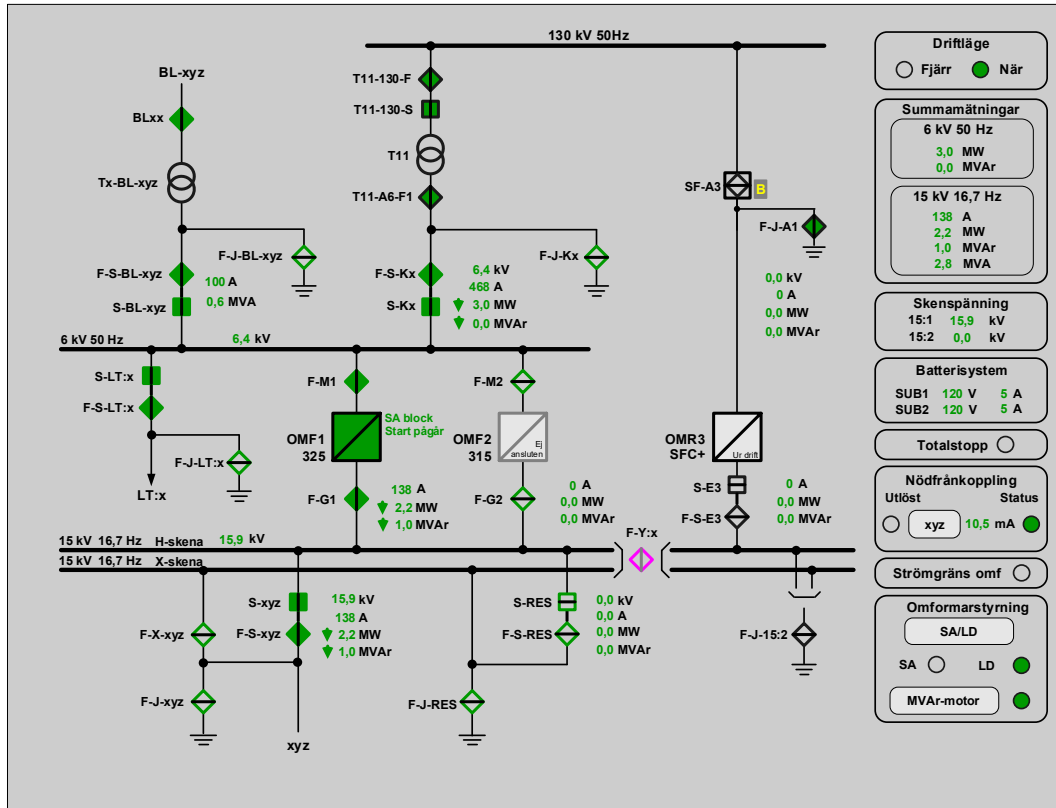 130 kV 50Hz
BL-xyz
BLxx
Tx-BL-xyz
F-J-BL-xyz
F-S-BL-xyz
100 A
S-BL-xyz
0,6 MVA
T11-130-F
T11-130-S
T11
T11-A6-F1
F-J-Kx
F-S-Kx
6,4 kV
468 A
S-Kx
3,0 MW
0,0 MVAr
SF-A3
B
F-J-A1
0,0 kV
0 A
0,0 MW
0,0 MVAr
6 kV 50 Hz
6,4 kV
S-LT:x
F-S-LT:x
F-J-LT:x
LT:x
F-M1
OMF1
325
SA block
Start pågår
F-G1
138 A
2,2 MW
1,0 MVAr
F-M2
OMF2
315
Ej
ansluten
F-G2
0 A
0,0 MW
0,0 MVAr
OMR3
SFC+
Ur drift
S-E3
F-S-E3
0 A
0,0 MW
0,0 MVAr
15 kV 16,7 Hz H-skena 15,9 kV
15 kV 16,7 Hz X-skena
F-Y:x
S-xyz
F-X-xyz
F-S-xyz
15,9 kV
138 A
2,2 MW
1,0 MVAr
F-J-xyz
xyz
S-RES
F-S-RES
0,0 kV
0,0 A
0,0 MW
0,0 MVAr
F-J-RES
F-J-15:2
Driftläge
Fjärr När
Summamätningar
6 kV 50 Hz
3,0 MW
0,0 MVAr
15 kV 16,7 Hz
138 A
2,2 MW
1,0 MVAr
2,8 MVA
Skenspänning
15:1 15,9 kV
15:2 0,0 kV
Batterisystem
SUB1 120 V 5 A
SUB2 120 V 5 A
Totalstopp
Nödfrånkoppling
Utlöst Status
xyz 10,5 mA
Strömgräns omf
Omformarstyrning
SA/LD
SA LD
MVAr-motor